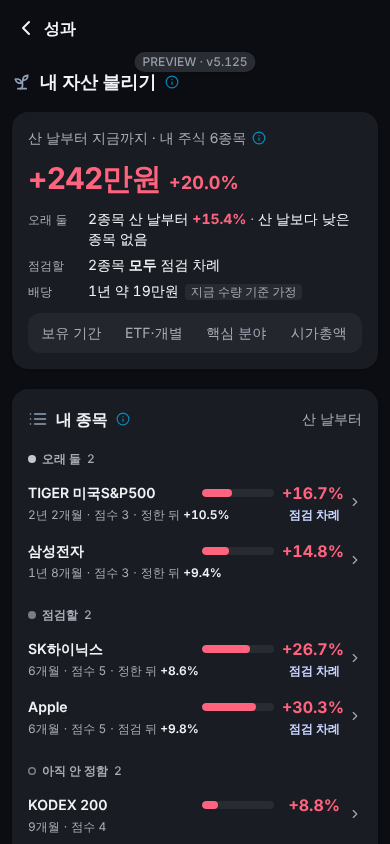 성과
PREVIEW · v5.125
내 자산 불리기
산 날부터 지금까지 · 내 주식 6종목
+242만원 +20.0%
오래 둘 2종목 산 날부터 +15.4% · 산 날보다 낮은
종목 없음
점검할 2종목 모두 점검 차례
배당 1년 약 19만원 지금 수량 기준 가정
보유 기간 ETF·개별 핵심 분야 시가총액
내 종목 산 날부터
오래 둘 2
TIGER 미국S&P500 +16.7%
2년 2개월 · 점수 3 · 정한 뒤 +10.5% 점검 차례
삼성전자 +14.8%
1년 8개월 · 점수 3 · 정한 뒤 +9.4%
점검할 2
SK하이닉스 +26.7%
6개월 · 점수 5 · 정한 뒤 +8.6% 점검 차례
Apple +30.3%
6개월 · 점수 5 · 점검 뒤 +9.8% 점검 차례
아직 안 정함 2
KODEX 200 +8.8%
9개월 · 점수 4